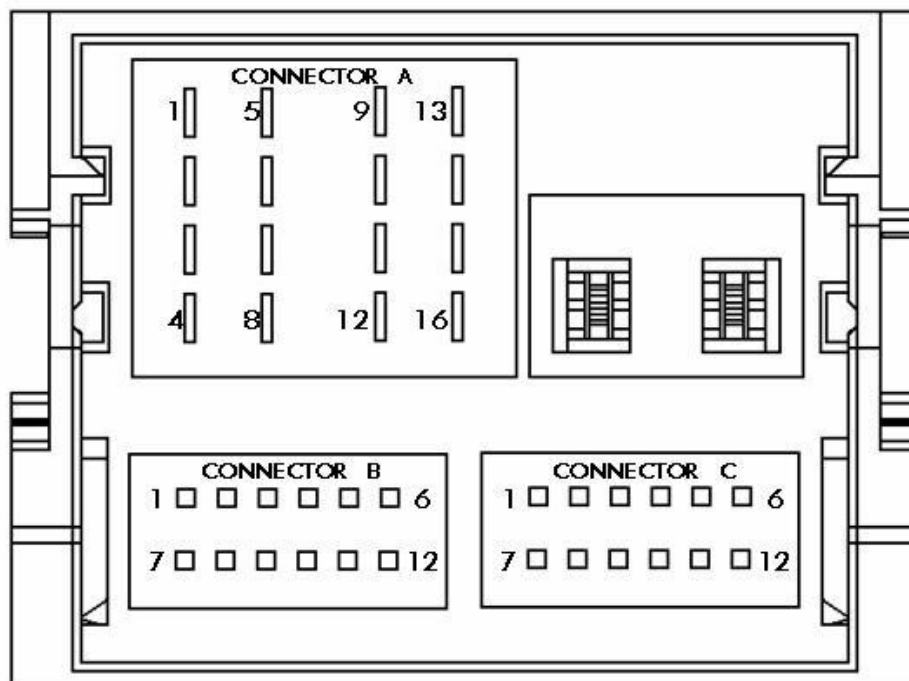 CONNECTOR A
1 5 9 13
4 8 12 16
CONNECTOR B
1 6
7 12
CONNECTOR C
1 6
7 12